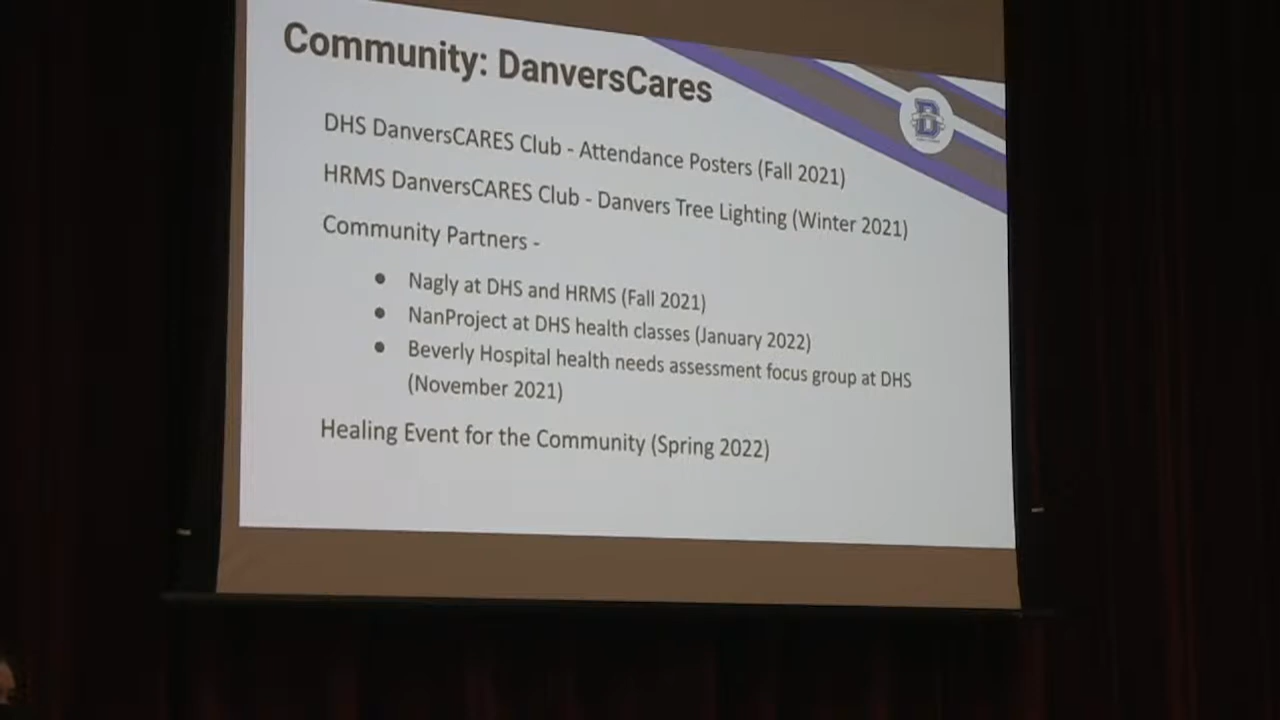 Community: DanversCares
DHS DanversCARES Club - Attendance Posters (Fall 2021)
HRMS DanversCARES Club - Danvers Tree Lighting (Winter 2021)
Community Partners -
● Nagly at DHS and HRMS (Fall 2021)
● NanProject at DHS health classes (January 2022)
● Beverly Hospital health needs assessment focus group at DHS
(November 2021)
Healing Event for the Community (Spring 2022)
D